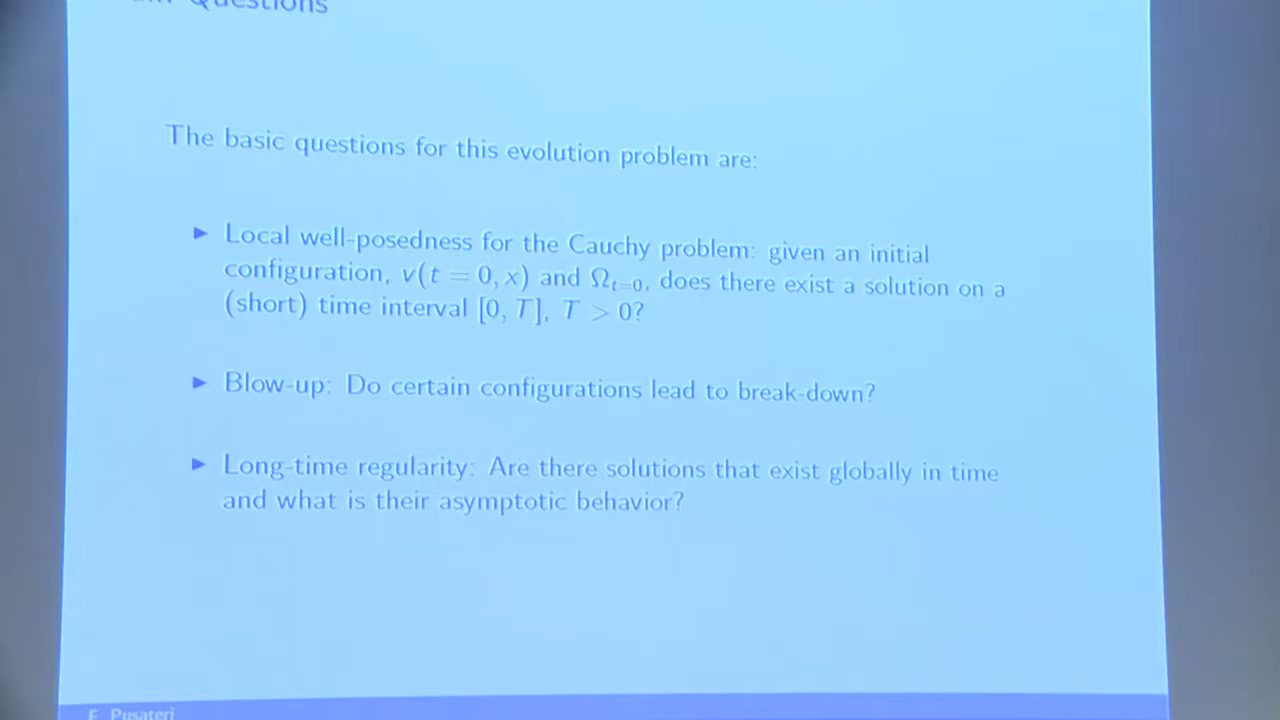 Questions
The basic questions for this evolution problem are:
► Local well-posedness for the Cauchy problem: given an initial
configuration, v(t = 0, x) and Ωₜ₌₀, does there exist a solution on a
(short) time interval [0, T], T > 0?
► Blow-up: Do certain configurations lead to break-down?
► Long-time regularity: Are there solutions that exist globally in time
and what is their asymptotic behavior?
F. Pusateri